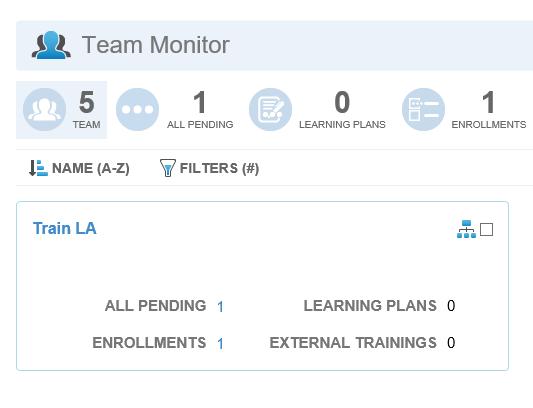 Team Monitor
5 TEAM
1 ALL PENDING
0 LEARNING PLANS
1 ENROLLMENTS
NAME (A-Z) FILTERS (#)
Train LA
ALL PENDING 1 LEARNING PLANS 0
ENROLLMENTS 1 EXTERNAL TRAININGS 0